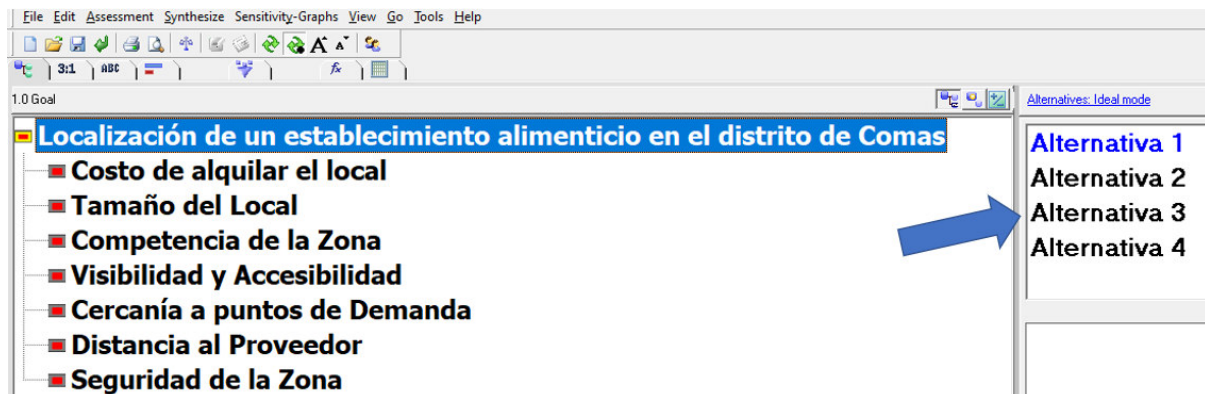 File Edit Assessment Synthesize Sensitivity-Graphs View Go Tools Help
A A
3:1 ABC fx
1.0 Goal
Alternatives: Ideal mode
Localización de un establecimiento alimenticio en el distrito de Comas
Costo de alquilar el local
Tamaño del Local
Competencia de la Zona
Visibilidad y Accesibilidad
Cercanía a puntos de Demanda
Distancia al Proveedor
Seguridad de la Zona
Alternativa 1
Alternativa 2
Alternativa 3
Alternativa 4